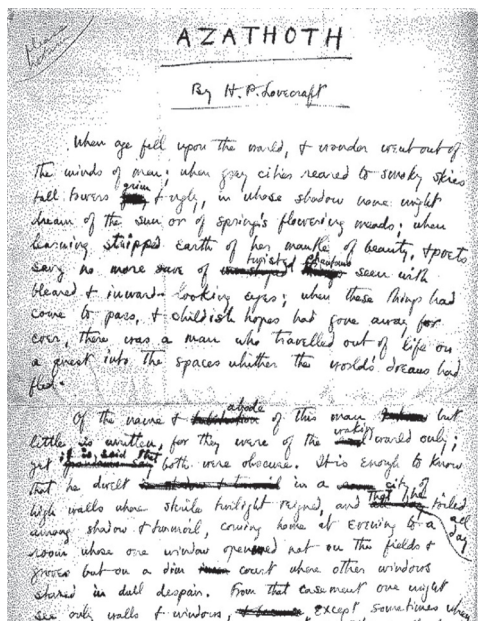 AZATHOTH
By H. P. Lovecraft
When age fell upon the world, & wonder went out of
the minds of men; when grey cities reared to smoky skies
tall towers grim & ugly, in whose shadow none might
dream of the sun or of spring's flowering meads; when
learning stripped earth of her mantle of beauty, & poets
sang no more save of twisted phantoms seen with
bleared & inward-looking eyes; when these things had
come to pass, & childish hopes had gone away for
ever, there was a man who travelled out of life on
a quest into the spaces whither the world's dreams had
fled.
Of the name & abode of this man but
little is written, for they were of the waking world only;
yet it is said that both were obscure. It is enough to know
that he dwelt in a city of
high walls where sterile twilight reigned, and that he toiled all day
among shadow & turmoil, coming home at evening to a
room whose one window opened not on the fields &
groves but on a dim court where other windows
stared in dull despair. From that casement one might
see only walls & windows, except sometimes when